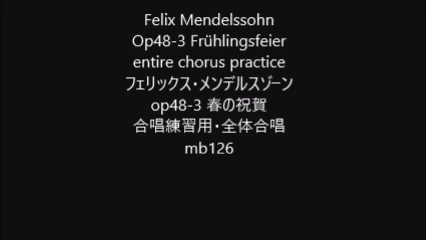 Felix Mendelssohn
Op48-3 Frühlingsfeier
entire chorus practice
フェリックス・メンデルスゾーン
op48-3 春の祝賀
合唱練習用・全体合唱
mb126